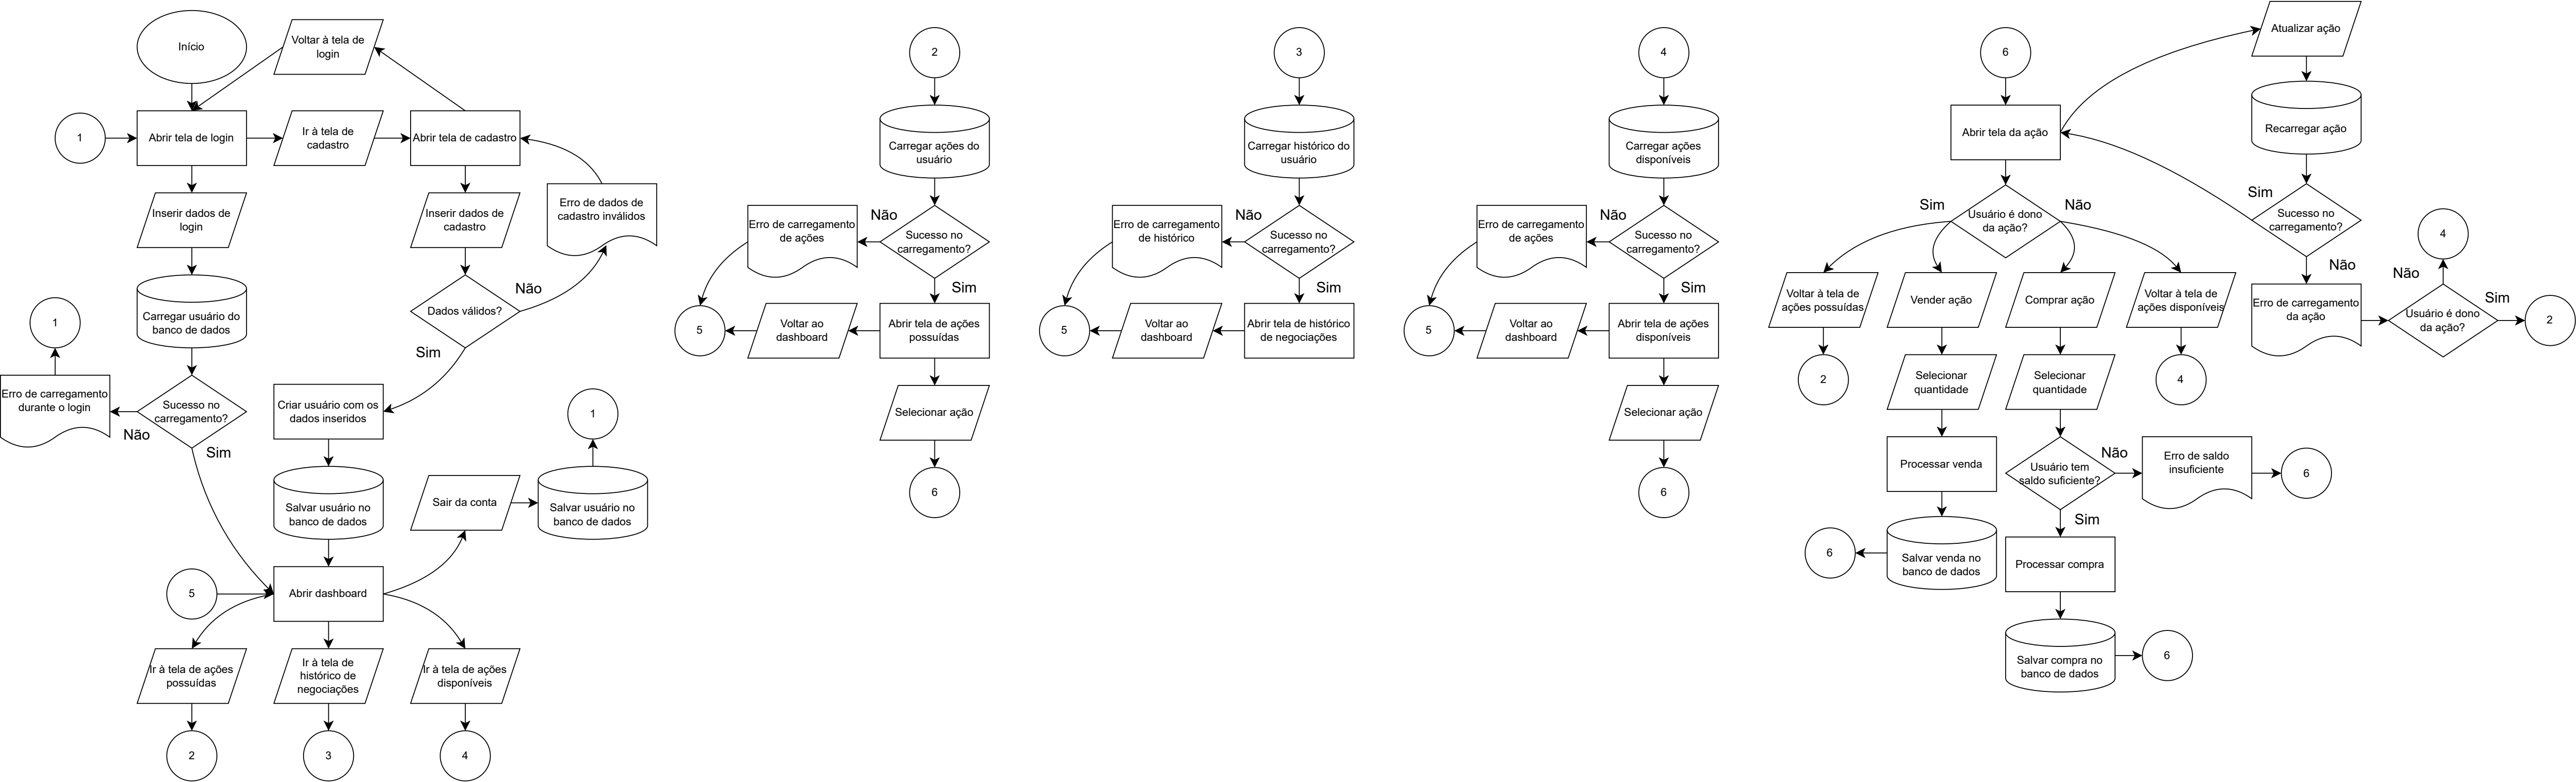 Início
Voltar à tela de
login
1
Abrir tela de login
Ir à tela de
cadastro
Abrir tela de cadastro
Inserir dados de
login
Inserir dados de
cadastro
Erro de dados de
cadastro inválidos
Carregar usuário do
banco de dados
Dados válidos?
Não
Sim
1
Erro de carregamento
durante o login
Sucesso no
carregamento?
Não
Sim
Criar usuário com os
dados inseridos
Salvar usuário no
banco de dados
Sair da conta
Salvar usuário no
banco de dados
1
5
Abrir dashboard
Ir à tela de ações
possuídas
Ir à tela de
histórico de
negociações
Ir à tela de ações
disponíveis
2
3
4
2
Carregar ações do
usuário
Erro de carregamento
de ações
Não
Sucesso no
carregamento?
Sim
5
Voltar ao
dashboard
Abrir tela de ações
possuídas
Selecionar ação
6
3
Carregar histórico do
usuário
Erro de carregamento
de histórico
Não
Sucesso no
carregamento?
Sim
5
Voltar ao
dashboard
Abrir tela de histórico
de negociações
4
Carregar ações
disponíveis
Erro de carregamento
de ações
Não
Sucesso no
carregamento?
Sim
5
Voltar ao
dashboard
Abrir tela de ações
disponíveis
Selecionar ação
6
6
Abrir tela da ação
Sim
Usuário é dono
da ação?
Não
Voltar à tela de
ações possuídas
Vender ação
Comprar ação
Voltar à tela de
ações disponíveis
2
Selecionar
quantidade
Selecionar
quantidade
4
Processar venda
Usuário tem
saldo suficiente?
Não
Erro de saldo
insuficiente
6
Sim
6
Salvar venda no
banco de dados
Processar compra
Salvar compra no
banco de dados
6
Atualizar ação
Recarregar ação
Sim
Sucesso no
carregamento?
Não
Erro de carregamento
da ação
4
Não
Usuário é dono
da ação?
Sim
2